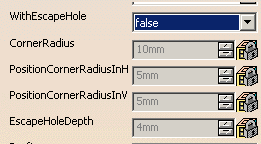 WithEscapeHole false
CornerRadius 10mm
PositionCornerRadiusInH 5mm
PositionCornerRadiusInV 5mm
EscapeHoleDepth 4mm